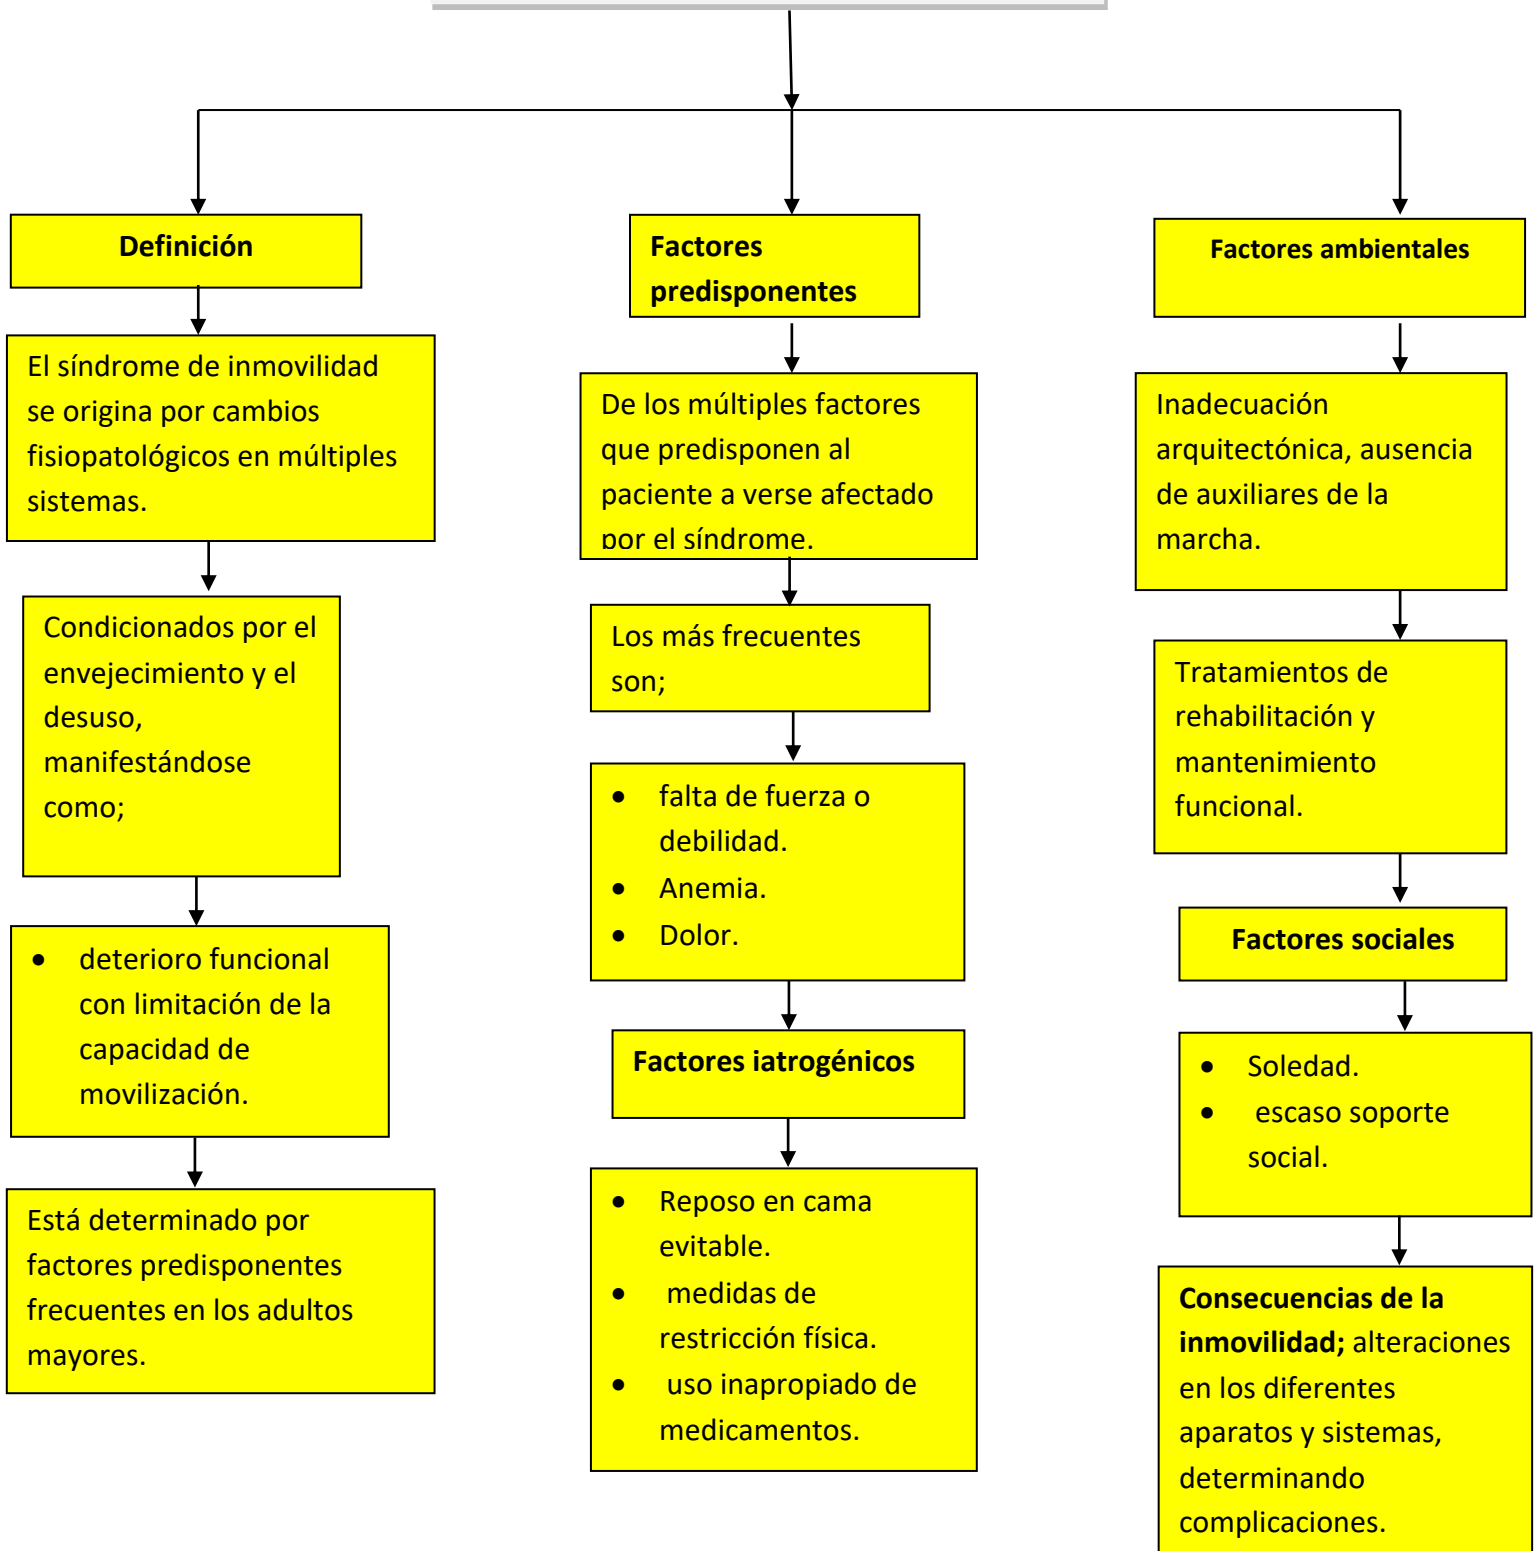 Definición
El síndrome de inmovilidad
se origina por cambios
fisiopatológicos en múltiples
sistemas.
Condicionados por el
envejecimiento y el
desuso,
manifestándose
como;
• deterioro funcional
con limitación de la
capacidad de
movilización.
Está determinado por
factores predisponentes
frecuentes en los adultos
mayores.
Factores
predisponentes
De los múltiples factores
que predisponen al
paciente a verse afectado
por el síndrome.
Los más frecuentes
son;
• falta de fuerza o
debilidad.
• Anemia.
• Dolor.
Factores iatrogénicos
• Reposo en cama
evitable.
• medidas de
restricción física.
• uso inapropiado de
medicamentos.
Factores ambientales
Inadecuación
arquitectónica, ausencia
de auxiliares de la
marcha.
Tratamientos de
rehabilitación y
mantenimiento
funcional.
Factores sociales
• Soledad.
• escaso soporte
social.
Consecuencias de la
inmovilidad; alteraciones
en los diferentes
aparatos y sistemas,
determinando
complicaciones.